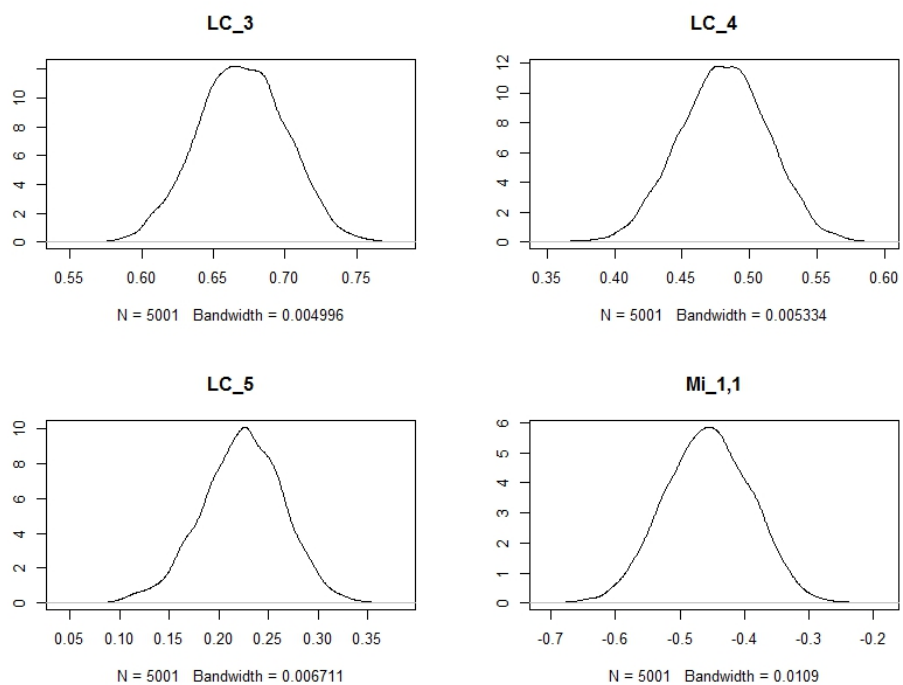 LC_3
0 2 4 6 8 10
0.55 0.60 0.65 0.70 0.75
N = 5001 Bandwidth = 0.004996
LC_4
0 2 4 6 8 10 12
0.35 0.40 0.45 0.50 0.55 0.60
N = 5001 Bandwidth = 0.005334
LC_5
0 2 4 6 8 10
0.05 0.10 0.15 0.20 0.25 0.30 0.35
N = 5001 Bandwidth = 0.006711
Mi_1,1
0 1 2 3 4 5 6
-0.7 -0.6 -0.5 -0.4 -0.3 -0.2
N = 5001 Bandwidth = 0.0109